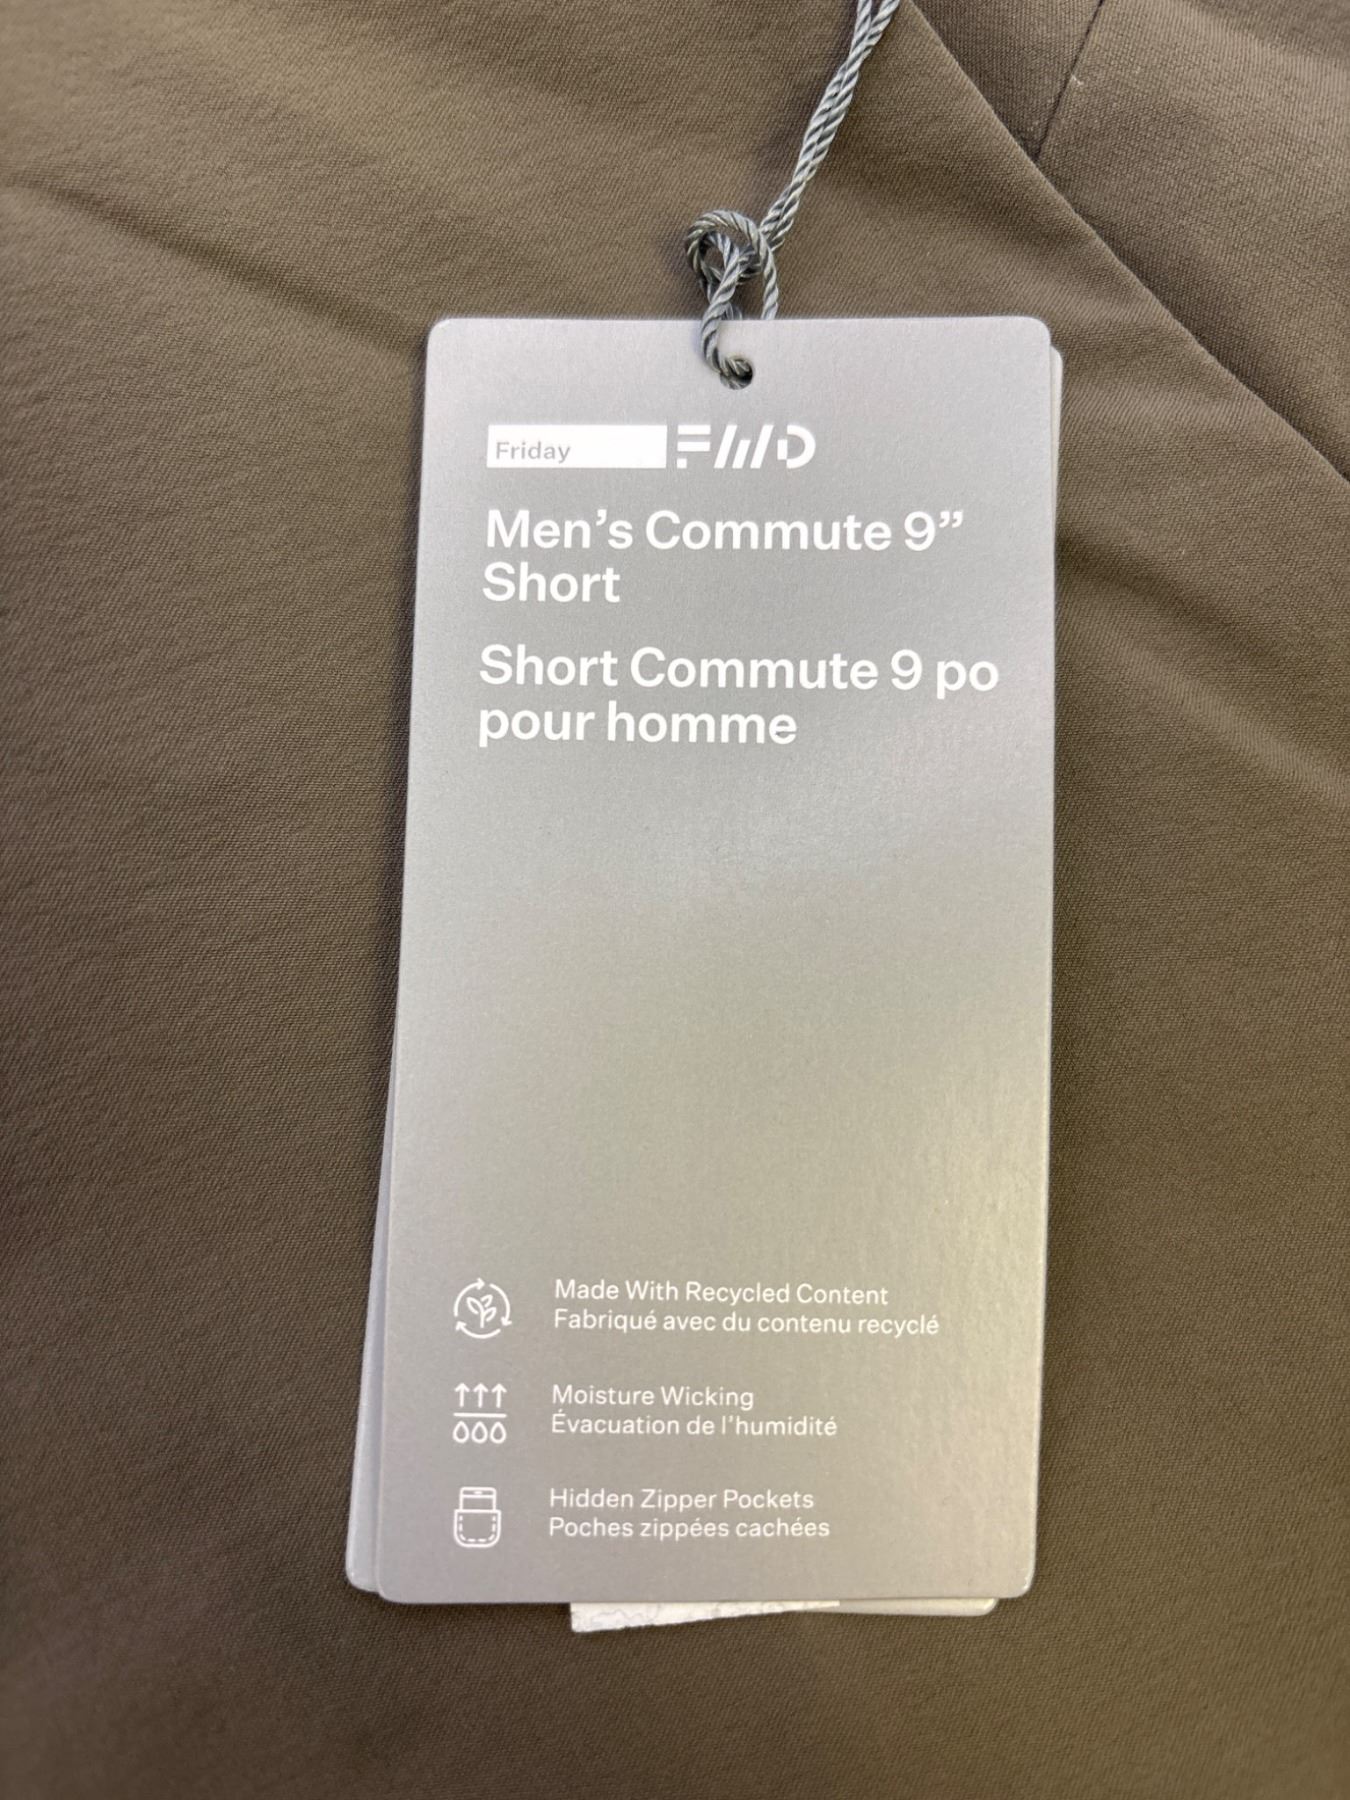 Friday FWD
Men's Commute 9”
Short
Short Commute 9 po
pour homme
Made With Recycled Content
Fabriqué avec du contenu recyclé
Moisture Wicking
Évacuation de l'humidité
Hidden Zipper Pockets
Poches zippées cachées